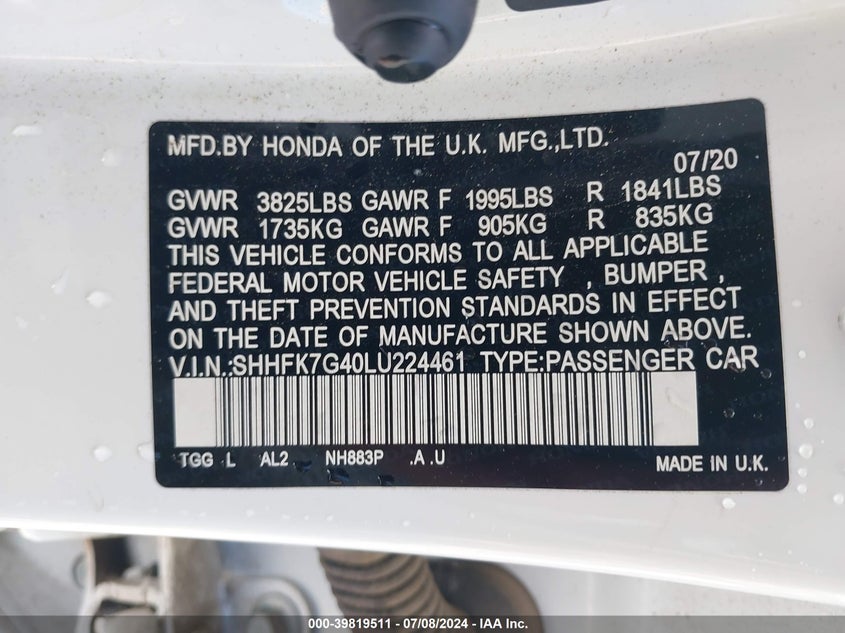 MFD.BY HONDA OF THE U.K. MFG.,LTD.
07/20
GVWR 3825LBS GAWR F 1995LBS R 1841LBS
GVWR 1735KG GAWR F 905KG R 835KG
THIS VEHICLE CONFORMS TO ALL APPLICABLE
FEDERAL MOTOR VEHICLE SAFETY , BUMPER ,
AND THEFT PREVENTION STANDARDS IN EFFECT
ON THE DATE OF MANUFACTURE SHOWN ABOVE.
V.I.N.:SHHFK7G40LU224461 TYPE:PASSENGER CAR
TGG L AL2 NH883P .A .U MADE IN U.K.
000-39819511 - 07/08/2024 - IAA Inc.